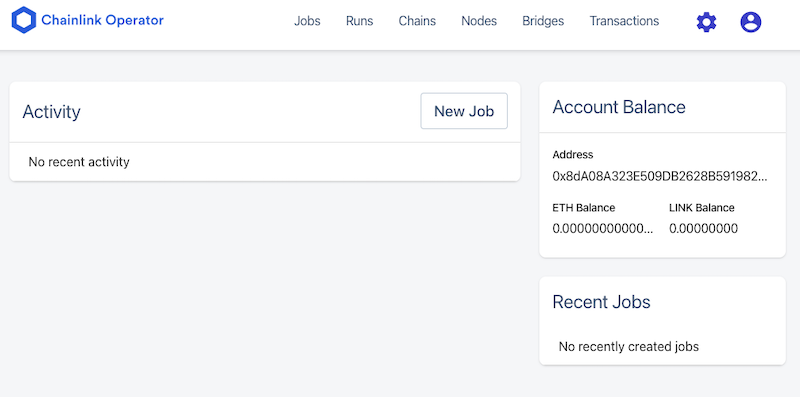 Chainlink Operator Jobs Runs Chains Nodes Bridges Transactions
Activity New Job
No recent activity
Account Balance
Address
0x8dA08A323E509DB2628B591982...
ETH Balance LINK Balance
0.00000000000... 0.00000000
Recent Jobs
No recently created jobs